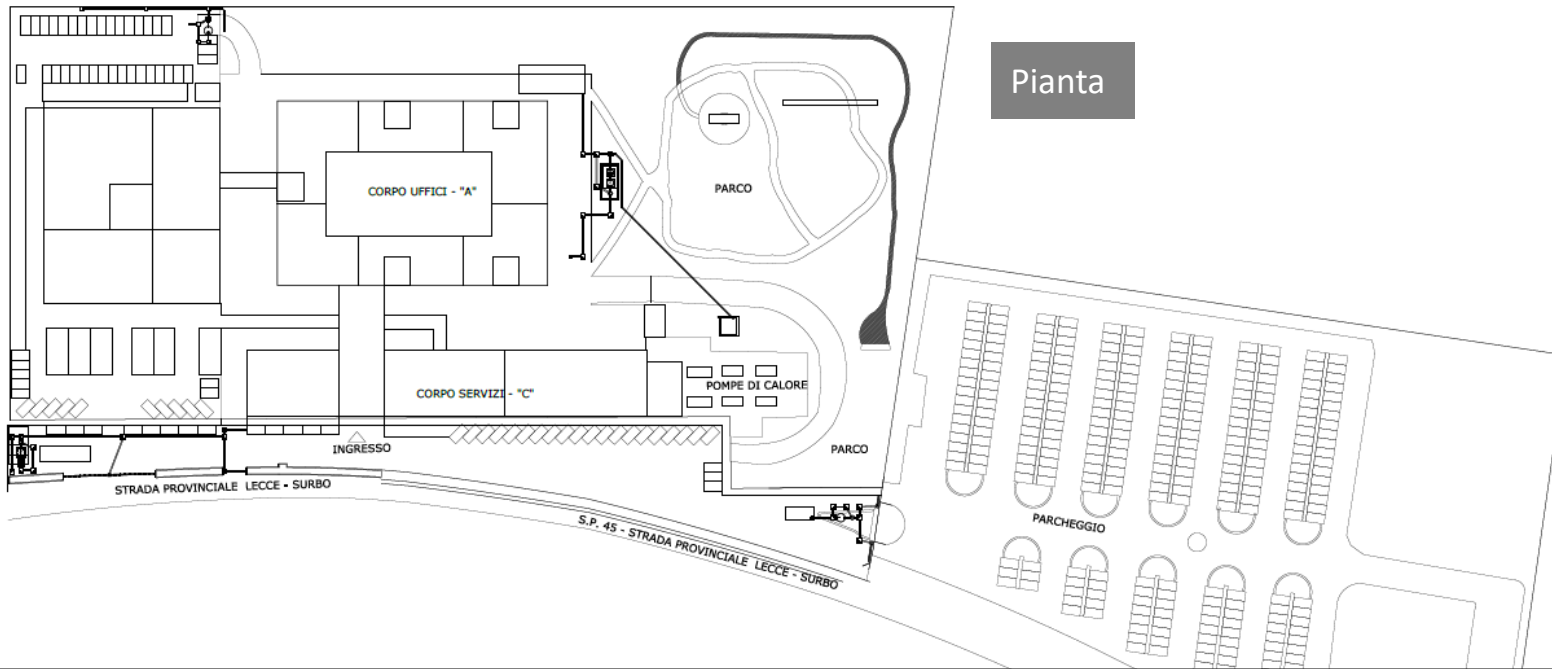 Pianta
CORPO UFFICI - "A"
PARCO
POMPE DI CALORE
CORPO SERVIZI - "C"
INGRESSO
PARCO
STRADA PROVINCIALE LECCE - SURBO
S.P. 45 - STRADA PROVINCIALE LECCE - SURBO
PARCHEGGIO